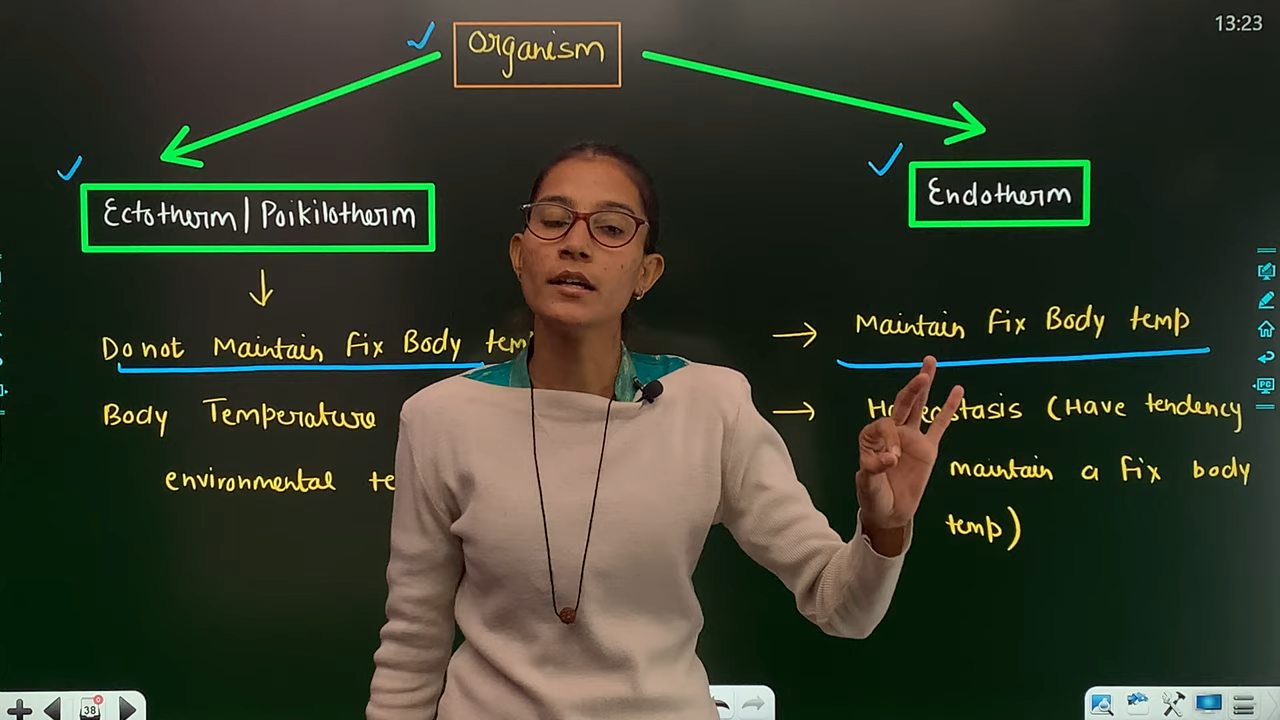 13:23
Organism
Ectotherm / Poikilotherm
Endotherm
Do not Maintain fix Body
→ Maintain fix Body temp
Body Temperature
→ (Have tendency
environmental
maintain a fix body
temp)
38
PC